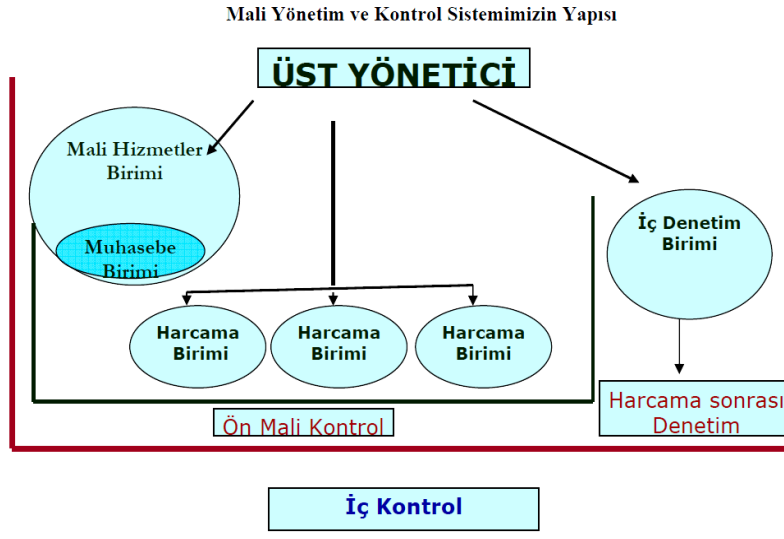 Mali Yönetim ve Kontrol Sistemimizin Yapısı
ÜST YÖNETİCİ
Mali Hizmetler
Birimi
Muhasebe
Birimi
İç Denetim
Birimi
Harcama
Birimi
Harcama
Birimi
Harcama
Birimi
Ön Mali Kontrol
Harcama sonrası
Denetim
İç Kontrol